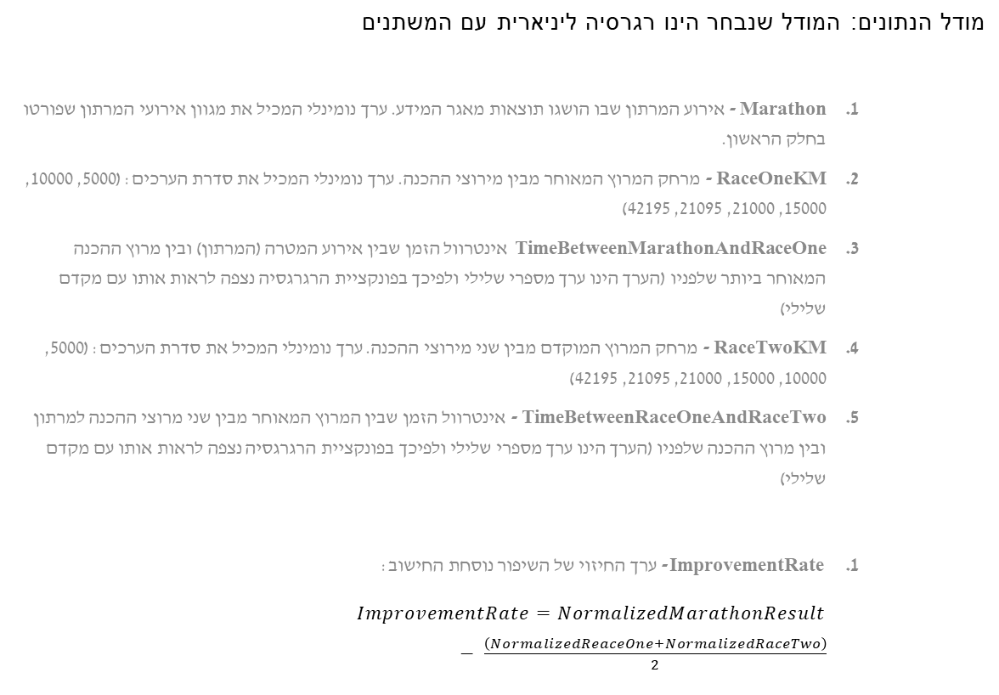 מודל הנתונים: המודל שנבחר הינו רגרסיה ליניארית עם המשתנים
1. Marathon - אירוע המרתון שבו הושגו תוצאות מאגר המידע. ערך נומינלי המכיל את מגוון אירועי המרתון שפורטו
בחלק הראשון.
2. RaceOneKM - מרחק המרוץ המאוחר מבין מירוצי ההכנה. ערך נומינלי המכיל את סדרת הערכים: (5000, 10000,
15000, 21000, 21095, 42195)
3. TimeBetweenMarathonAndRaceOne אינטרוול הזמן שבין אירוע המטרה (המרתון) ובין מרוץ ההכנה
המאוחר ביותר שלפניו (הערך הינו ערך מספרי שלילי ולפיכך בפונקציית הרגרגסיה נצפה לראות אותו עם מקדם
שלילי)
4. RaceTwoKM - מרחק המרוץ המוקדם מבין שני מירוצי ההכנה. ערך נומינלי המכיל את סדרת הערכים: (5000,
10000, 15000, 21000, 21095, 42195)
5. TimeBetweenRaceOneAndRaceTwo - אינטרוול הזמן שבין המרוץ המאוחר מבין שני מרוצי ההכנה למרתון
ובין מרוץ ההכנה שלפניו (הערך הינו ערך מספרי שלילי ולפיכך בפונקציית הרגרגסיה נצפה לראות אותו עם מקדם
שלילי)
1. ImprovementRate- ערך החיזוי של השיפור נוסחת החישוב:
ImprovementRate = NormalizedMarathonResult
− (NormalizedReaceOne+NormalizedRaceTwo)
2